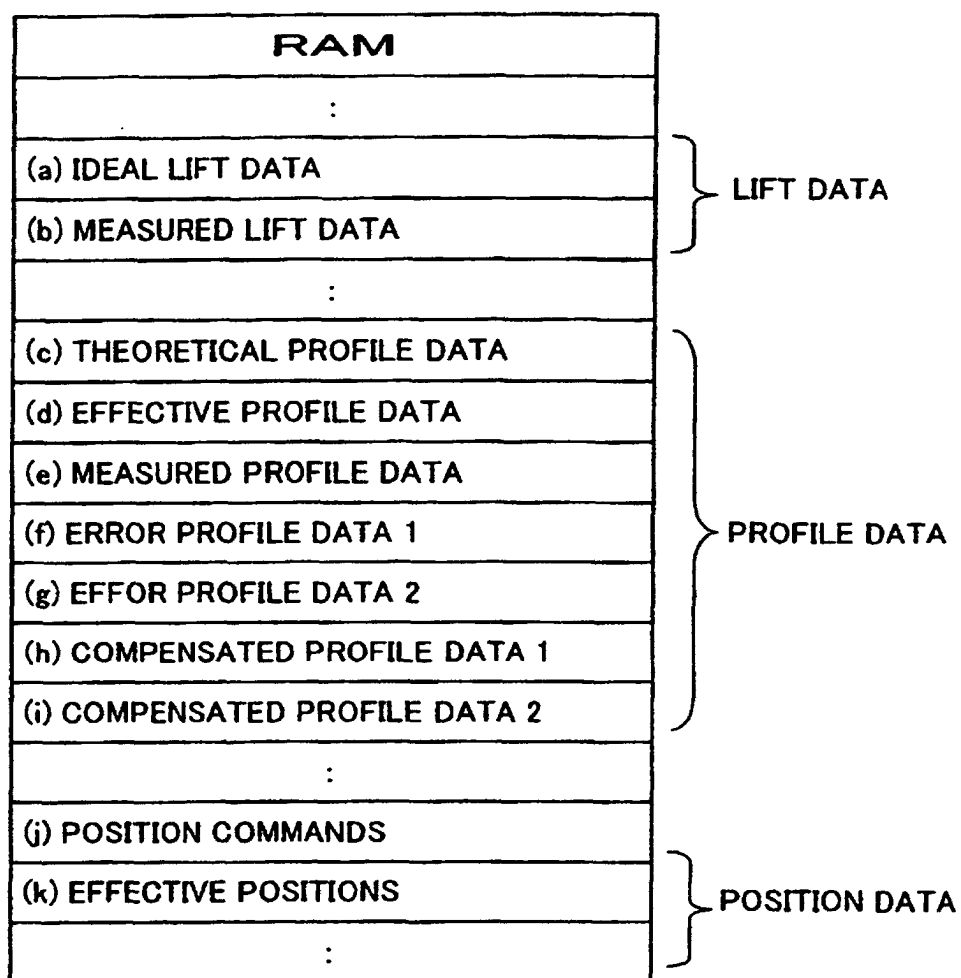 RAM
:
(a) IDEAL LIFT DATA
(b) MEASURED LIFT DATA
LIFT DATA
:
(c) THEORETICAL PROFILE DATA
(d) EFFECTIVE PROFILE DATA
(e) MEASURED PROFILE DATA
(f) ERROR PROFILE DATA 1
(g) EFFOR PROFILE DATA 2
(h) COMPENSATED PROFILE DATA 1
(i) COMPENSATED PROFILE DATA 2
PROFILE DATA
:
(j) POSITION COMMANDS
(k) EFFECTIVE POSITIONS
:
POSITION DATA